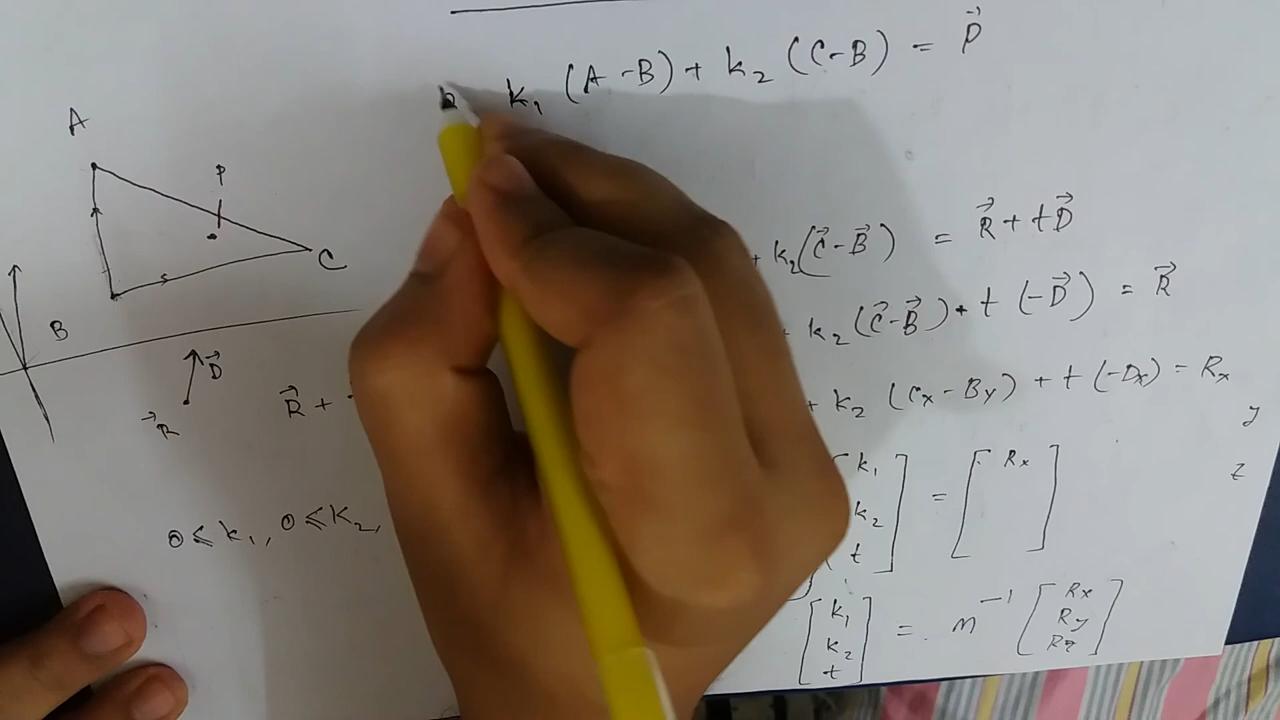 k₁ (A - B) + k₂ (C - B) = P⃗
A
P
C
B
+ k₂(C⃗ - B⃗) = R⃗ + tD⃗
k₂ (C⃗ - B⃗) + t (-D⃗) = R⃗
D⃗
R⃗
R⃗ +
+ k₂ (Cx - By) + t (-Dx) = Rx
y
z
[k₁ k₂ t] = [Rx]
0 ≤ k₁, 0 ≤ k₂,
[k₁ k₂ t] = m⁻¹ [Rx Ry Rz]